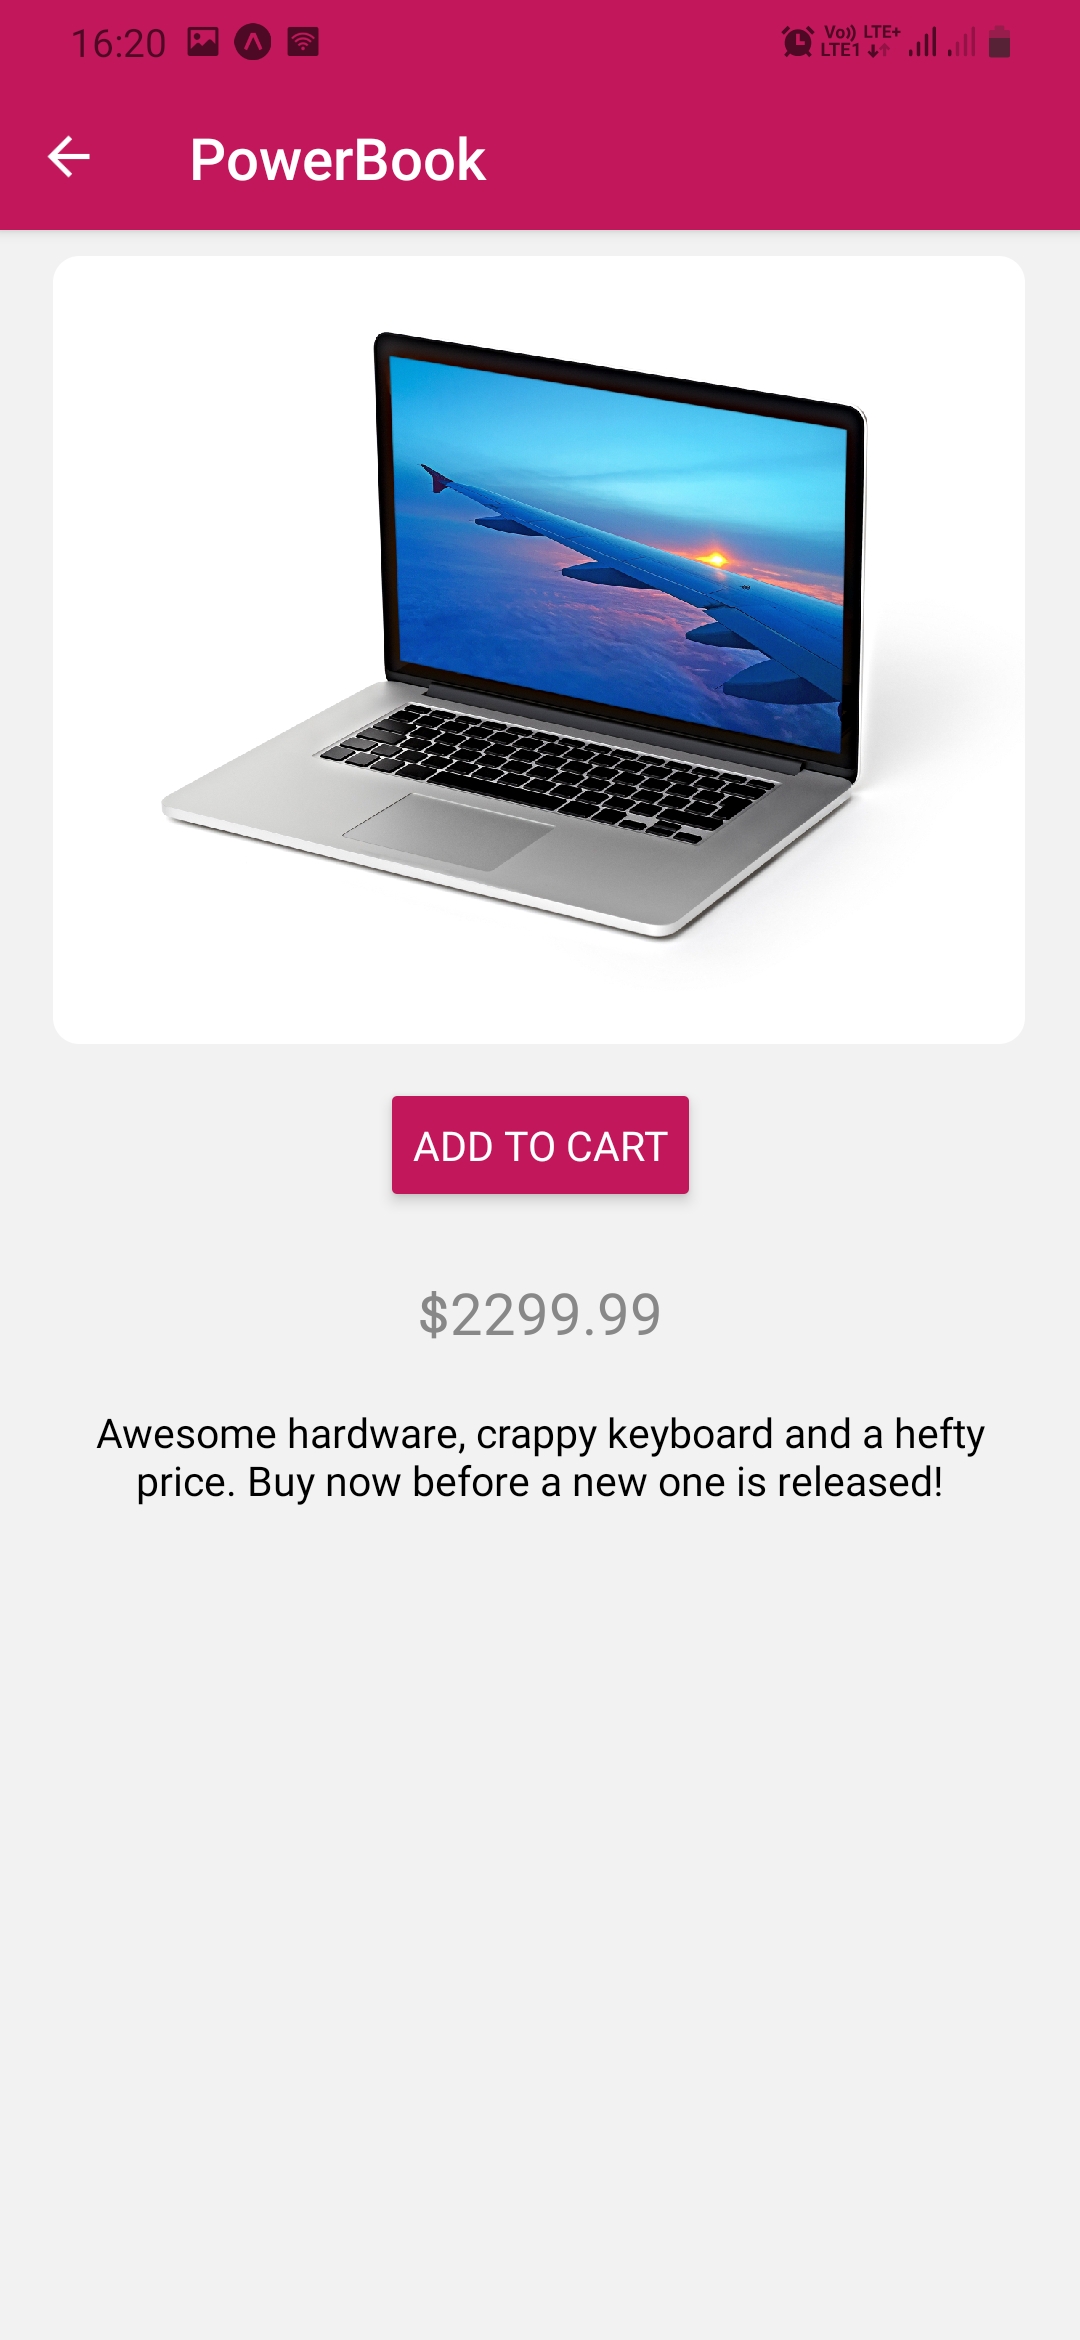 16:20 Vo)) LTE+
LTE1
PowerBook
ADD TO CART
$2299.99
Awesome hardware, crappy keyboard and a hefty
price. Buy now before a new one is released!